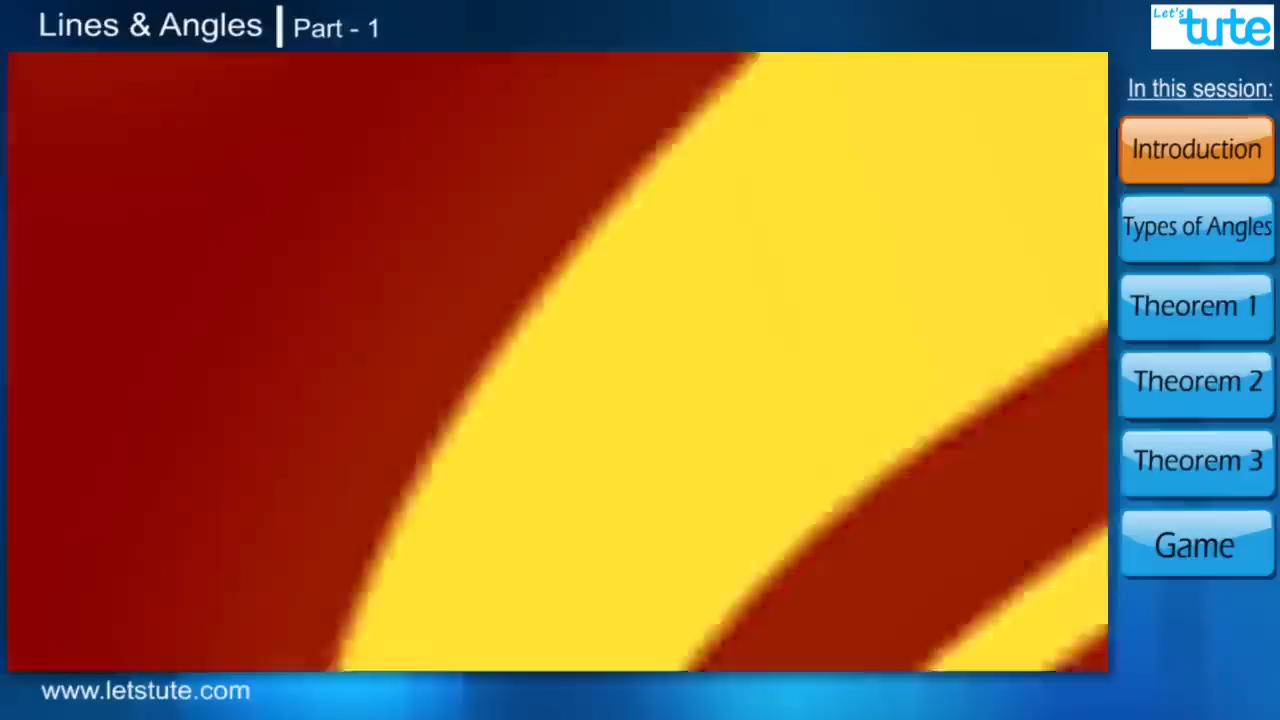 Lines & Angles | Part - 1
Let's
tute
In this session:
Introduction
Types of Angles
Theorem 1
Theorem 2
Theorem 3
Game
www.letstute.com